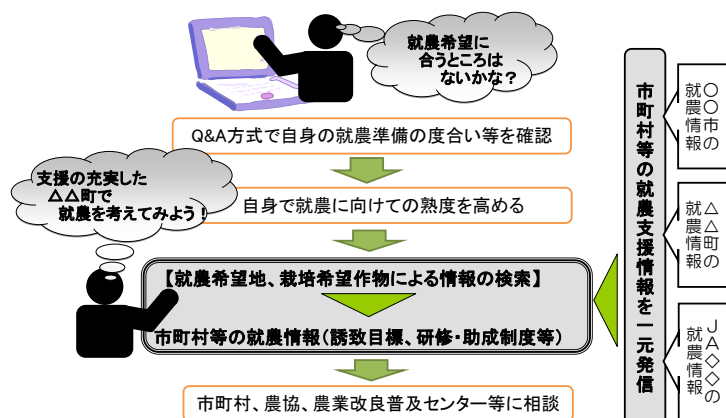 就農希望に
合うところは
ないかな?
Q&A方式で自身の就農準備の度合い等を確認
支援の充実した
△△町で
就農を考えてみよう!
自身で就農に向けての熟度を高める
【就農希望地、栽培希望作物による情報の検索】
市町村等の就農情報(誘致目標、研修・助成制度等)
市町村、農協、農業改良普及センター等に相談
市町村等の就農支援情報を一元発信
○○市の
就農情報
△△町の
就農情報
JA◇◇の
就農情報